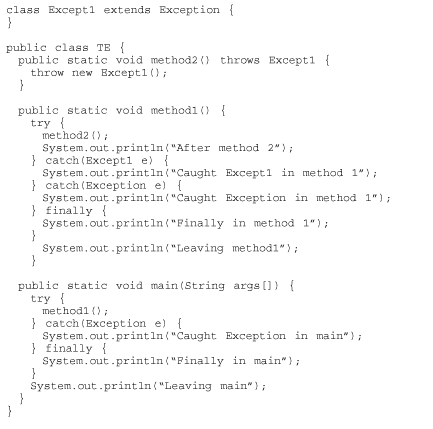 class Except1 extends Exception {
}
public class TE {
public static void method2() throws Except1 {
throw new Except1();
}
public static void method1() {
try {
method2();
System.out.println("After method 2");
} catch(Except1 e) {
System.out.println("Caught Except1 in method 1");
} catch(Exception e) {
System.out.println("Caught Exception in method 1");
} finally {
System.out.println("Finally in method 1");
}
System.out.println("Leaving method1");
}
public static void main(String args[]) {
try {
method1();
} catch(Exception e) {
System.out.println("Caught Exception in main");
} finally {
System.out.println("Finally in main");
}
System.out.println("Leaving main");
}
}